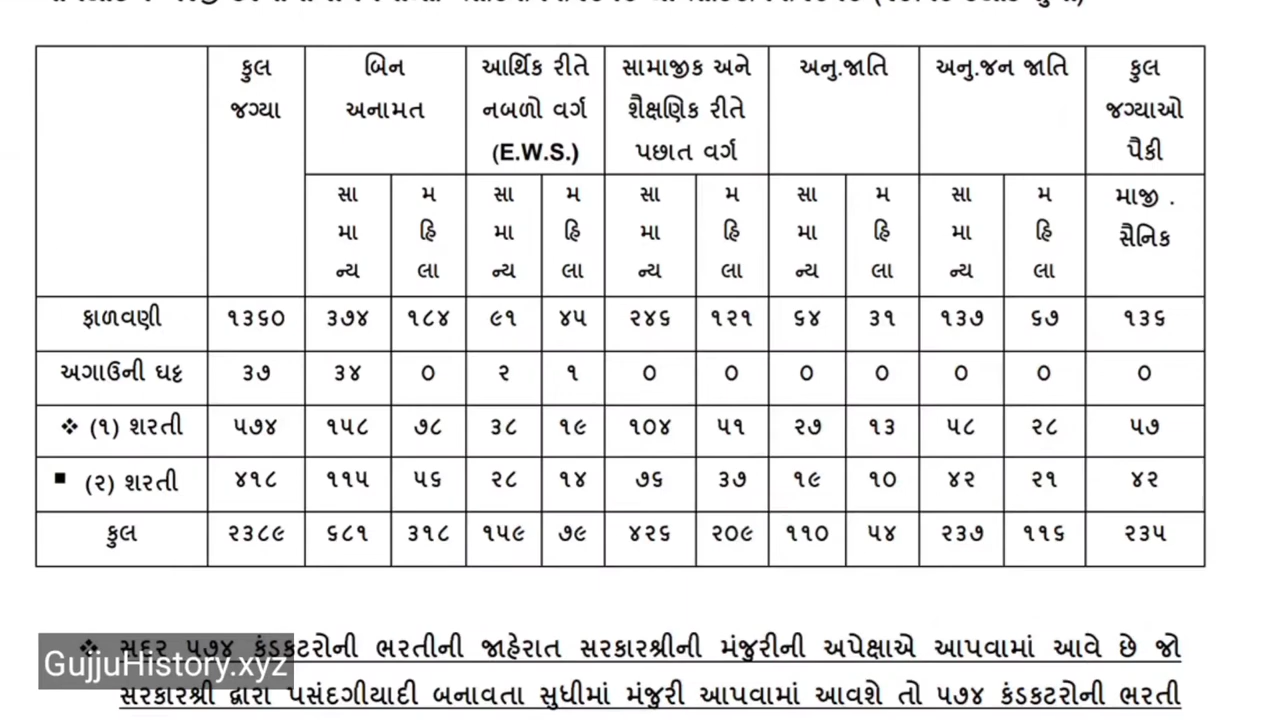 કુલ જગ્યા	બિન અનામત	આર્થિક રીતે નબળો વર્ગ (E.W.S.)	સામાજીક અને શૈક્ષણિક રીતે પછાત વર્ગ	અનુ.જાતિ	અનુ.જન જાતિ	કુલ જગ્યાઓ પૈકી
સામાન્ય	મહિલા	સામાન્ય	મહિલા	સામાન્ય	મહિલા	સામાન્ય	મહિલા	સામાન્ય	મહિલા	માજી . સૈનિક
ફાળવણી	૧૩૬૦	૩૭૪	૧૮૪	૯૧	૪૫	૨૪૬	૧૨૧	૬૪	૩૧	૧૩૭	૬૭	૧૩૬
અગાઉની ઘટ્ટ	૩૭	૩૪	૦	૨	૧	૦	૦	૦	૦	૦	૦	૦
❖ (૧) શરતી	૫૭૪	૧૫૮	૭૮	૩૮	૧૯	૧૦૪	૫૧	૨૭	૧૩	૫૮	૨૮	૫૭
▪ (૨) શરતી	૪૧૮	૧૧૫	૫૬	૨૮	૧૪	૭૬	૩૭	૧૯	૧૦	૪૨	૨૧	૪૨
કુલ	૨૩૮૯	૬૮૧	૩૧૮	૧૫૯	૭૯	૪૨૬	૨૦૯	૧૧૦	૫૪	૨૩૭	૧૧૬	૨૩૫
❖ સદર ૫૭૪ કંડકટરોની ભરતીની જાહેરાત સરકારશ્રીની મંજુરીની અપેક્ષાએ આપવામાં આવે છે જો
GujjuHistory.xyz
સરકારશ્રી દ્વારા પસંદગીયાદી બનાવતા સુધીમાં મંજુરી આપવામાં આવશે તો ૫૭૪ કંડકટરોની ભરતી